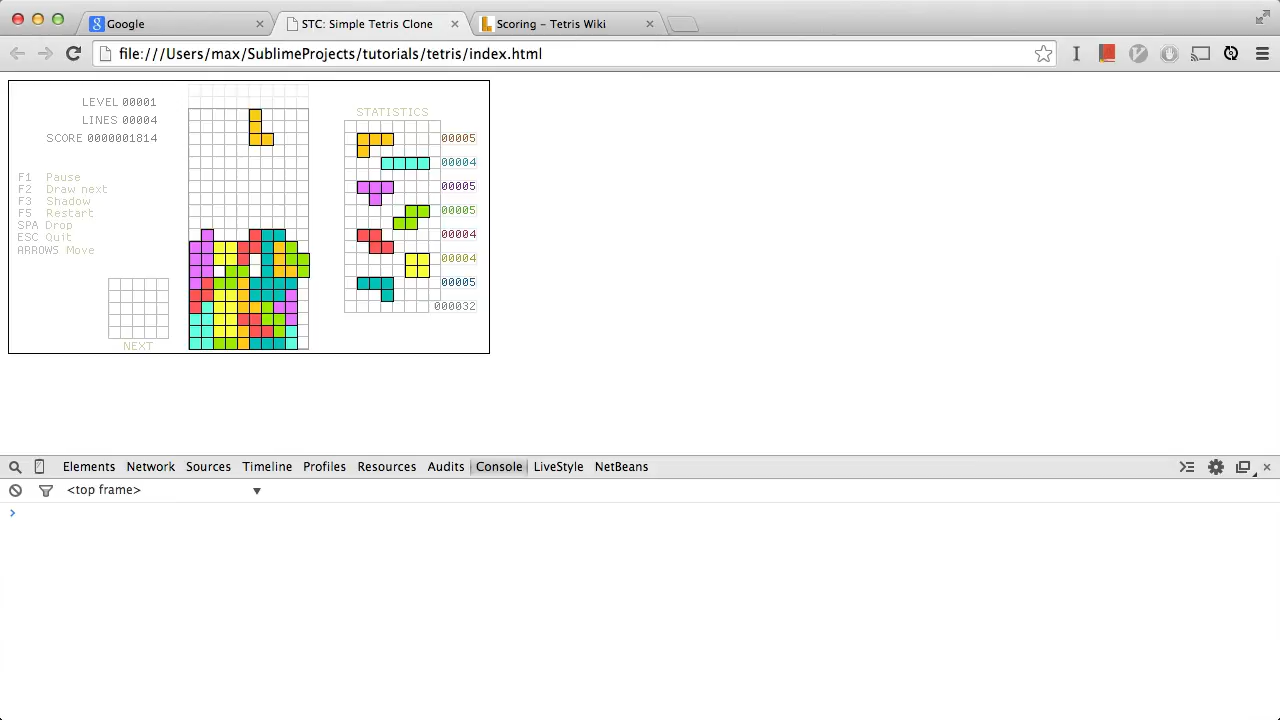 Google
STC: Simple Tetris Clone
Scoring – Tetris Wiki
file:///Users/max/SublimeProjects/tutorials/tetris/index.html
LEVEL 00001
LINES 00004
SCORE 0000001814
F1 Pause
F2 Draw next
F3 Shadow
F5 Restart
SPA Drop
ESC Quit
ARROWS Move
NEXT
STATISTICS
00005
00004
00005
00005
00004
00004
00005
000032
Elements Network Sources Timeline Profiles Resources Audits Console LiveStyle NetBeans
<top frame>